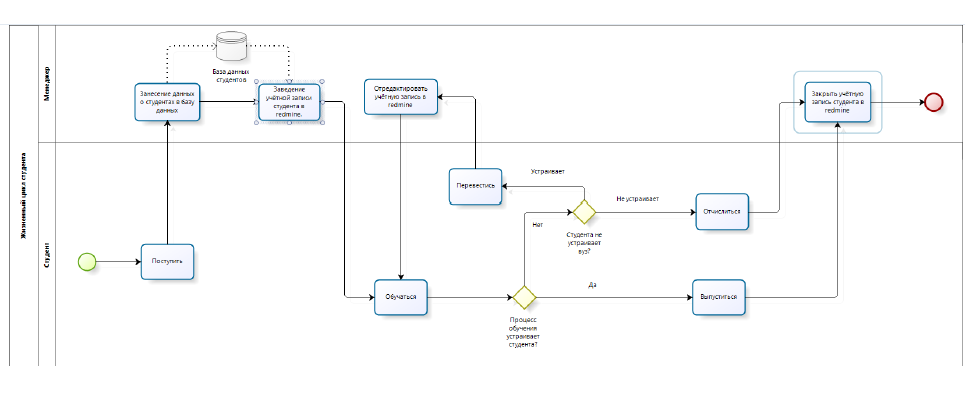 Жизненный цикл студента
Менеджер
База данных
студентов
Занесение данных
о студентах в базу
данных
Заведение
учётной записи
студента в
redmine.
Отредактировать
учётную запись в
redmine
Закрыть учётную
запись студента в
redmine
Студент
Перевестись
Устраивает
Не устраивает
Отчислиться
Нет
Студента не
устраивает
вуз?
Поступить
Обучаться
Да
Выпуститься
Процесс
обучения
устраивает
студента?